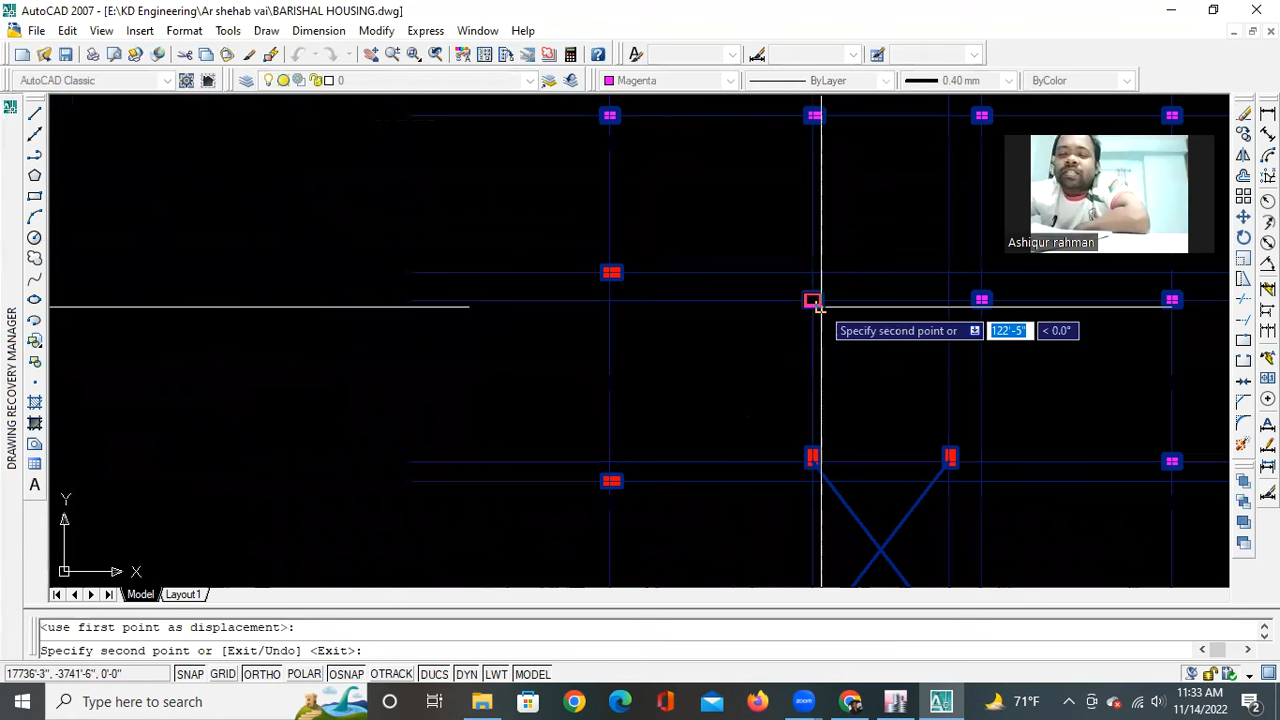 AutoCAD 2007 - [E:\KD Engineering\Ar shehab vai\BARISHAL HOUSING.dwg]
File Edit View Insert Format Tools Draw Dimension Modify Express Window Help
AutoCAD Classic 0 Magenta ByLayer 0.40 mm ByColor
Ashiqur rahman
Specify second point or 122'-5" < 0.0°
DRAWING RECOVERY MANAGER
Y
X
Model Layout1
<use first point as displacement>:
Specify second point or [Exit/Undo] <Exit>:
17736'-3", -3741'-6", 0'-0" SNAP GRID ORTHO POLAR OSNAP OTRACK DUCS DYN LWT MODEL
Type here to search
71°F
11:33 AM
11/14/2022
2